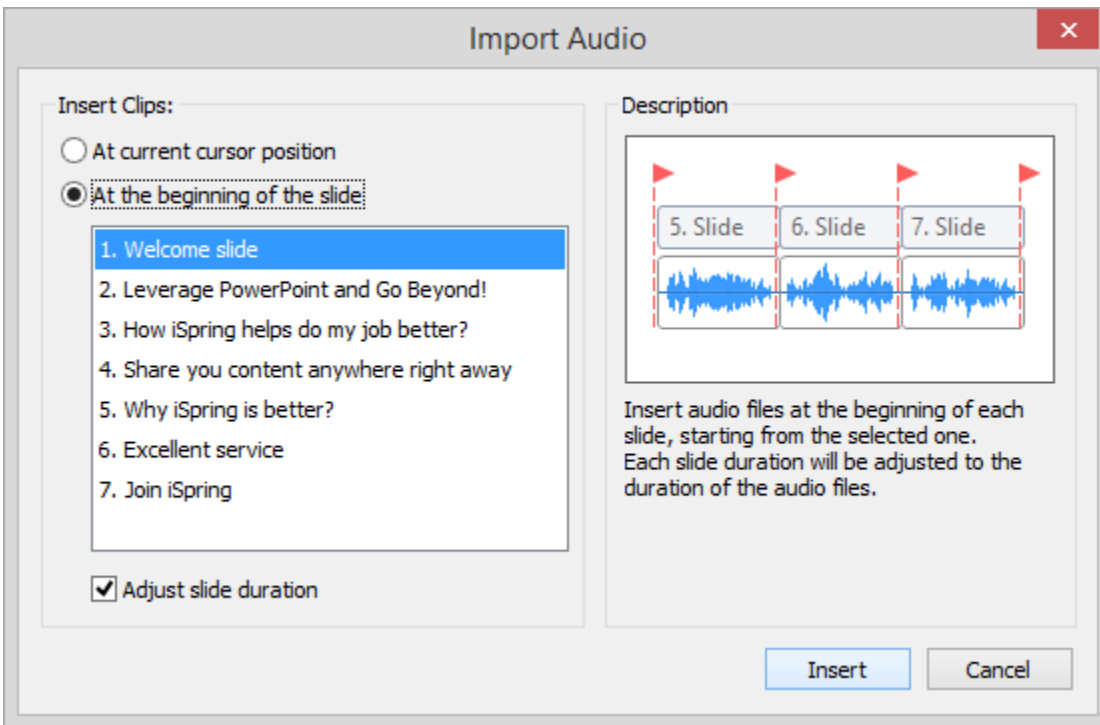 Import Audio
Insert Clips:
At current cursor position
At the beginning of the slide
1. Welcome slide
2. Leverage PowerPoint and Go Beyond!
3. How iSpring helps do my job better?
4. Share you content anywhere right away
5. Why iSpring is better?
6. Excellent service
7. Join iSpring
Adjust slide duration
Description
5. Slide 6. Slide 7. Slide
Insert audio files at the beginning of each
slide, starting from the selected one.
Each slide duration will be adjusted to the
duration of the audio files.
Insert Cancel